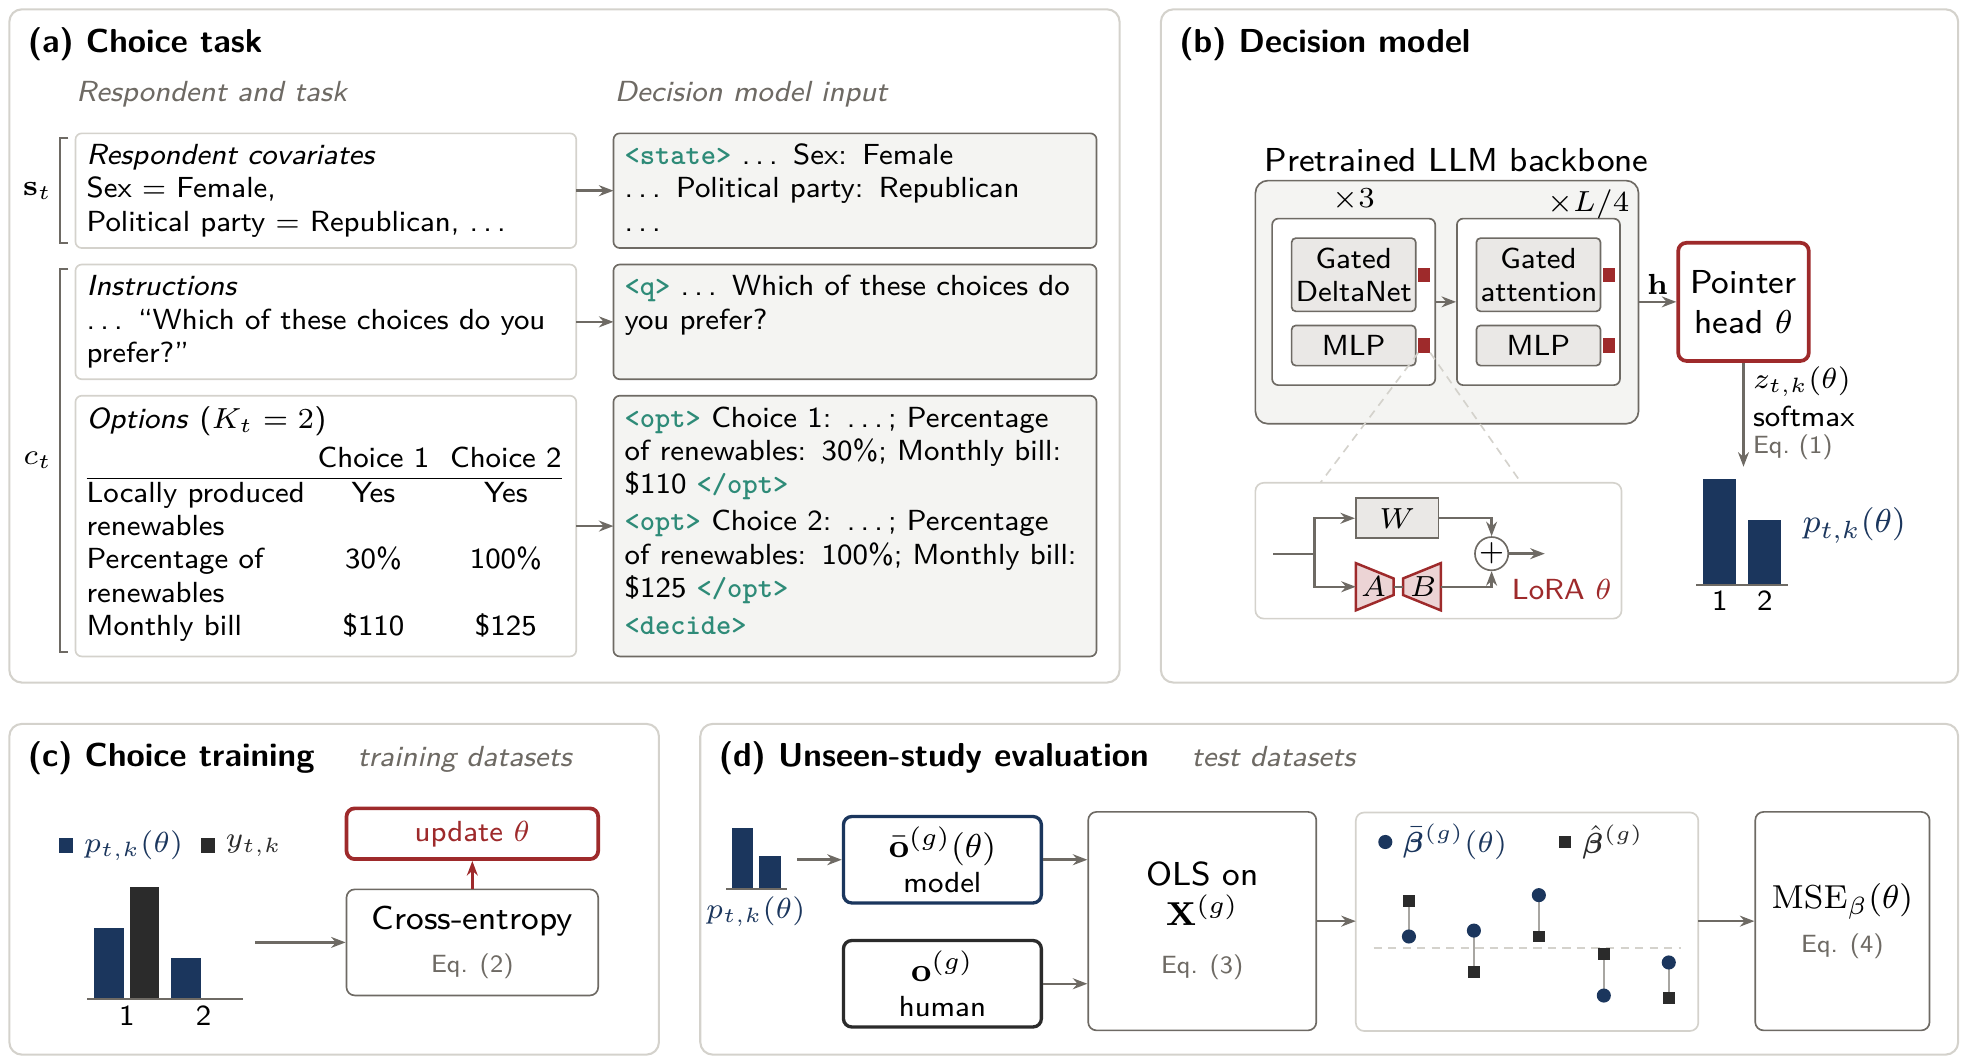 (a) Choice task
Respondent and task
Decision model input
s_t
Respondent covariates
Sex = Female,
Political party = Republican, …
<state> … Sex: Female
… Political party: Republican
…
c_t
Instructions
… “Which of these choices do you
prefer?”
<q> … Which of these choices do
you prefer?
Options (K_t = 2)
Choice 1 Choice 2
Locally produced Yes Yes
renewables
Percentage of 30% 100%
renewables
Monthly bill $110 $125
<opt> Choice 1: …; Percentage
of renewables: 30%; Monthly bill:
$110 </opt>
<opt> Choice 2: …; Percentage
of renewables: 100%; Monthly bill:
$125 </opt>
<decide>
(b) Decision model
Pretrained LLM backbone
×3
×L/4
Gated
DeltaNet
MLP
Gated
attention
MLP
h
Pointer
head θ
z_{t,k}(θ)
softmax
Eq. (1)
W
A B
+
LoRA θ
p_{t,k}(θ)
1 2
(c) Choice training training datasets
p_{t,k}(θ) y_{t,k}
1 2
update θ
Cross-entropy
Eq. (2)
(d) Unseen-study evaluation test datasets
p_{t,k}(θ)
ō^{(g)}(θ)
model
o^{(g)}
human
OLS on
X^{(g)}
Eq. (3)
β̄^{(g)}(θ) β̂^{(g)}
MSE_β(θ)
Eq. (4)